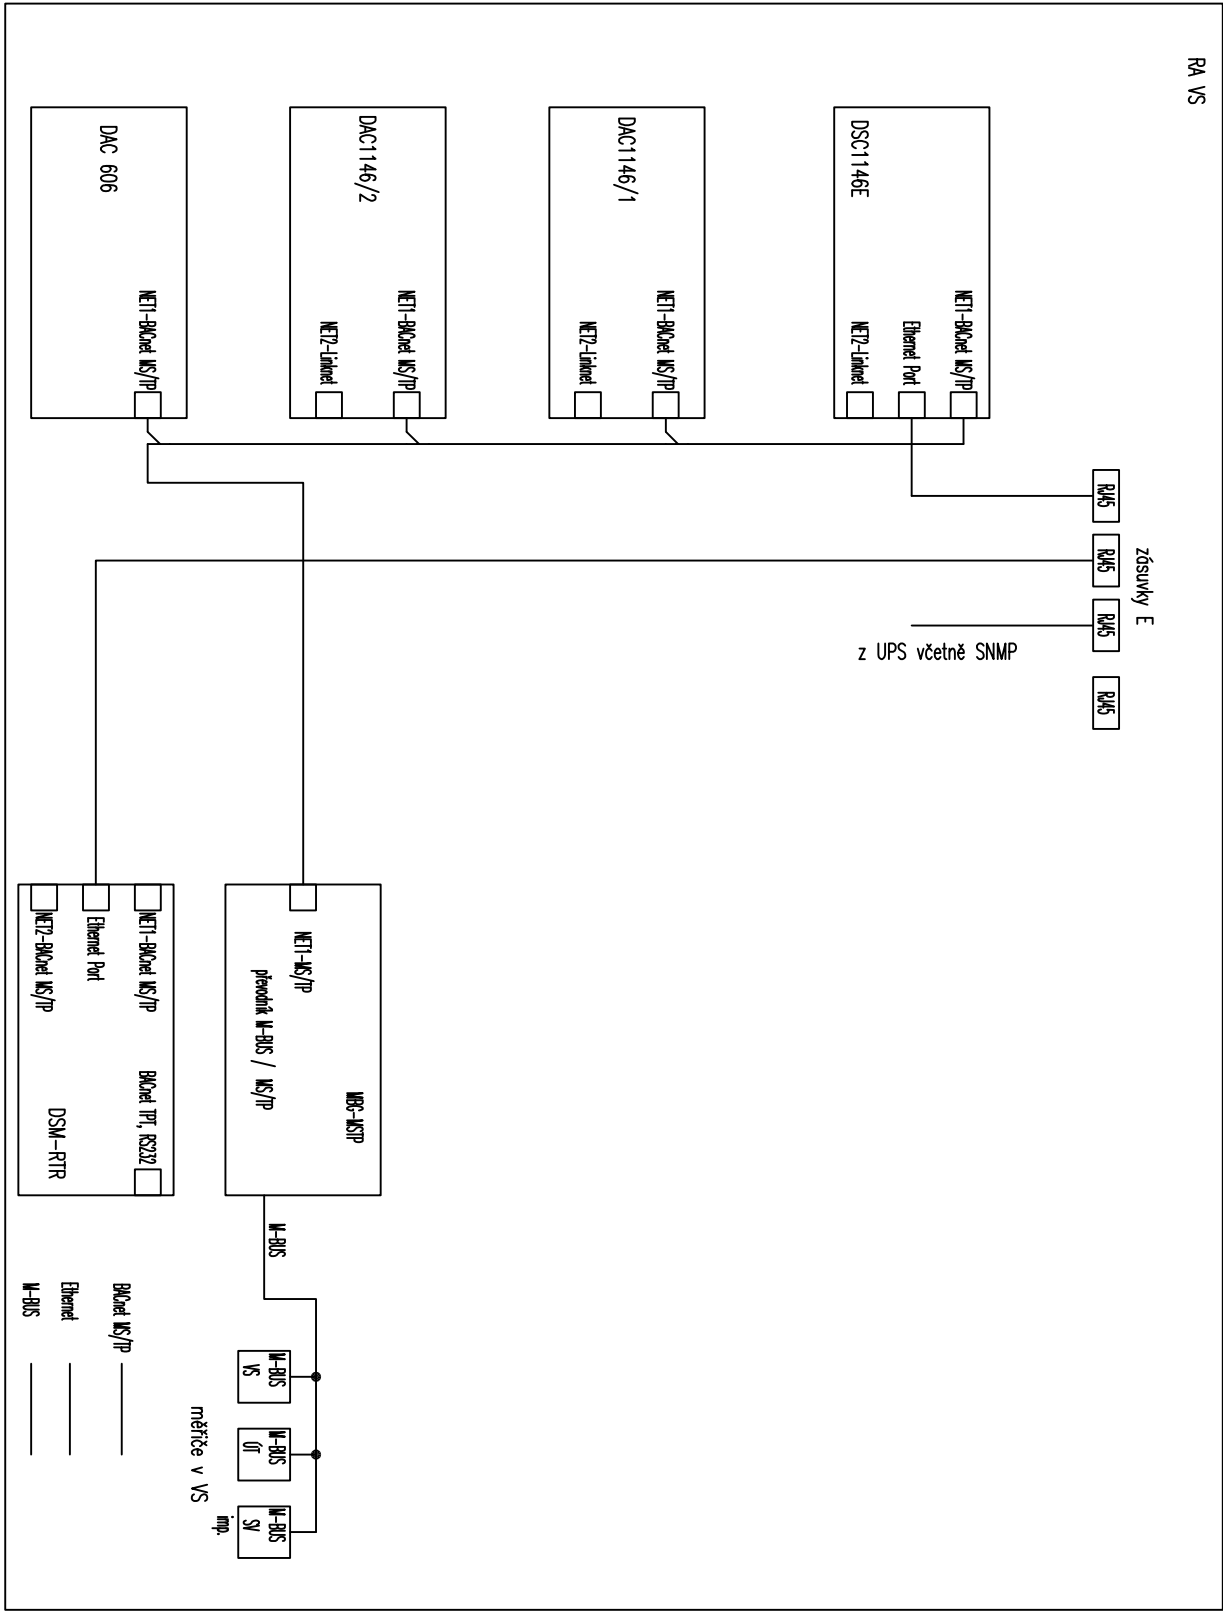 RA VS
DSC1146E
NET1-BACnet MS/TP
Ethernet Port
NET2-Linknet
DAC1146/1
NET1-BACnet MS/TP
NET2-Linknet
DAC1146/2
NET1-BACnet MS/TP
NET2-Linknet
DAC 606
NET1-BACnet MS/TP
zásuvky E
RJ45
RJ45
RJ45
RJ45
z UPS včetně SNMP
MBG-MSTP
NET1-MS/TP
převodník M-BUS / MS/TP
M-BUS
NET1-BACnet MS/TP
Ethernet Port
NET2-BACnet MS/TP
BACnet TPT, RS232
DSM-RTR
M-BUS
VS
M-BUS
ÚT
M-BUS
SV
imp.
měřiče v VS
BACnet MS/TP
Ethernet
M-BUS